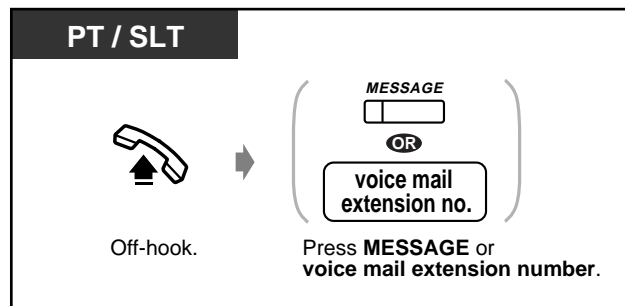 PT / SLT
MESSAGE
OR
voice mail
extension no.
Off-hook.
Press MESSAGE or
voice mail extension number.